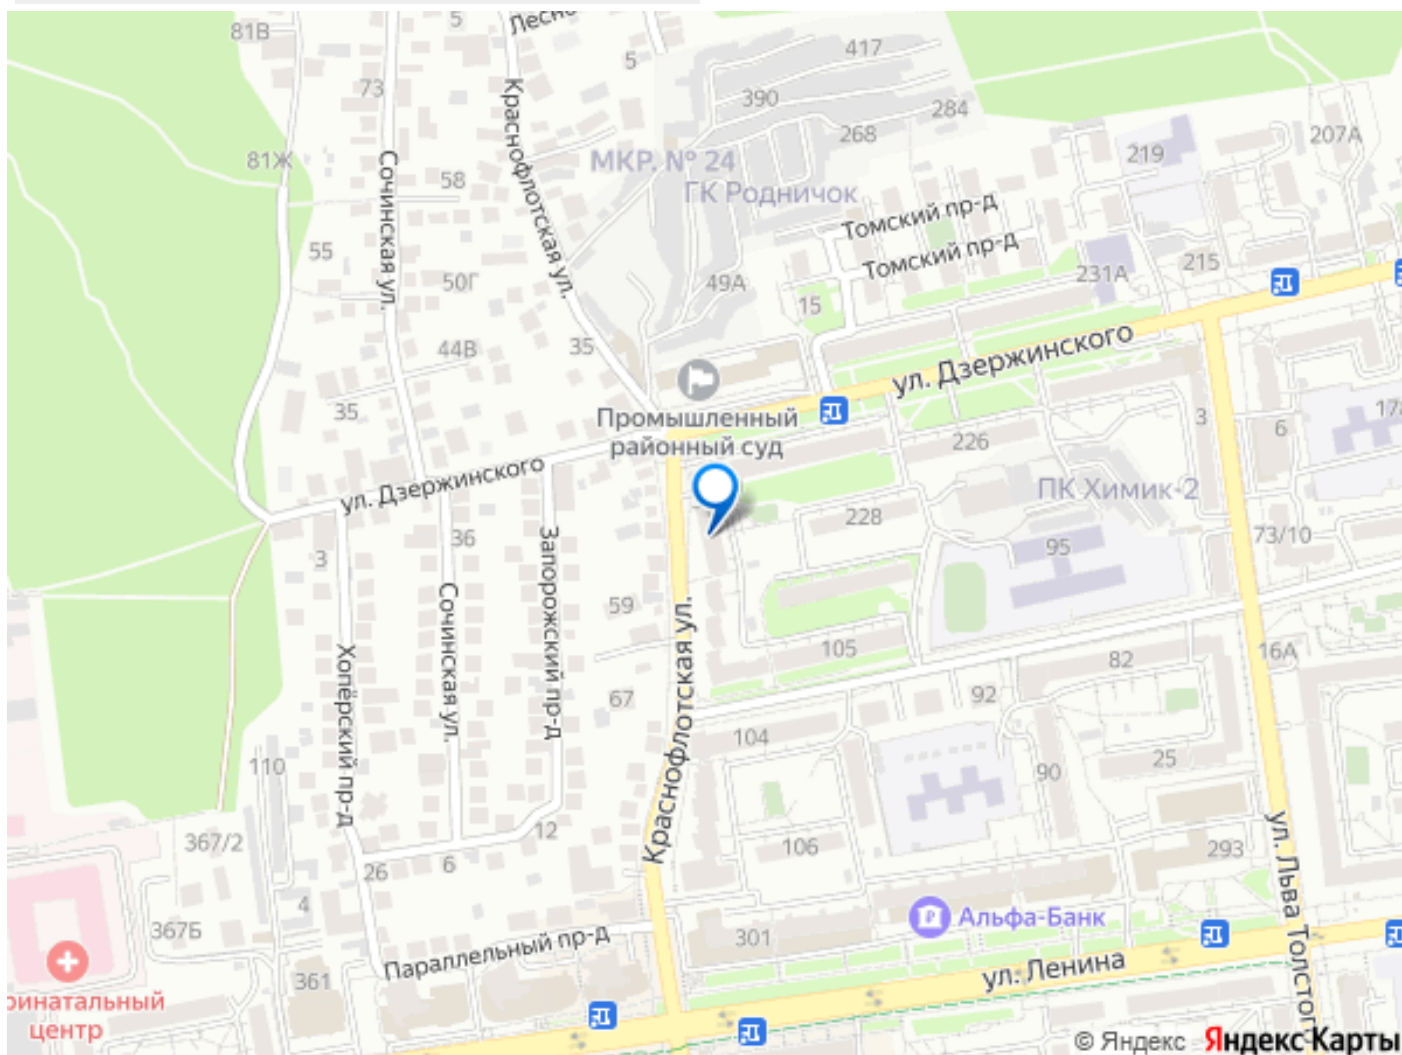 81В
5
Лесно
5
417
73
390
284
268
207А
Краснофлотская ул.
81Ж
МКР. № 24
219
58
ГК Родничок
Сочинская ул.
Томский пр-д
55
Томский пр-д
50Г
49А
231А
215
15
44В
35
ул. Дзержинского
35
Промышленный
районный суд
3
6
178
226
ул. Дзержинского
ПК Химик-2
228
36
3
73/10
95
Запорожский пр-д
59
Сочинская ул.
Хопёрский пр-д
Краснофлотская ул.
105
16А
82
67
92
104
110
25
90
12
367/2
106
293
6
26
4
ул. Льва Толстого
367Б
Альфа-Банк
301
Параллельный пр-д
361
ул. Ленина
ринатальный
центр
© Яндекс Яндекс Карты